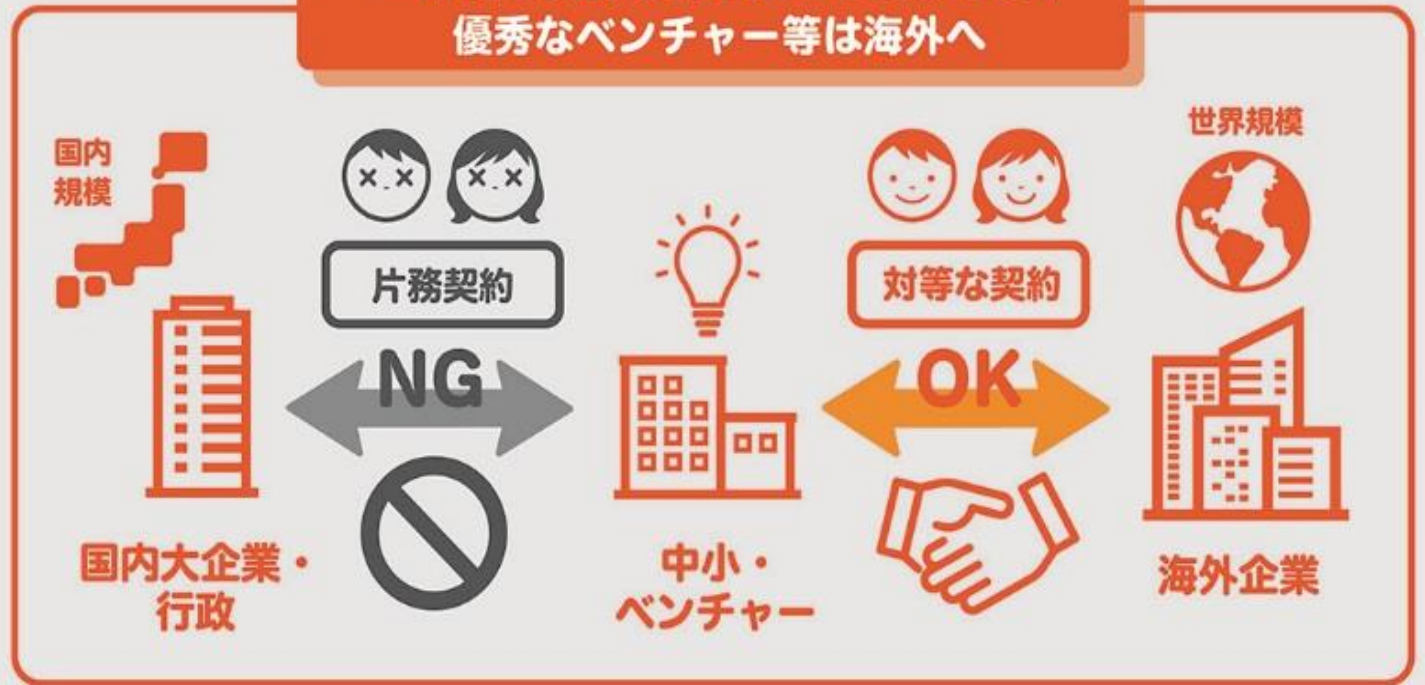 優秀なベンチャー等は海外へ
国内
規模
世界規模
片務契約
対等な契約
NG
OK
国内大企業・
行政
中小・
ベンチャー
海外企業